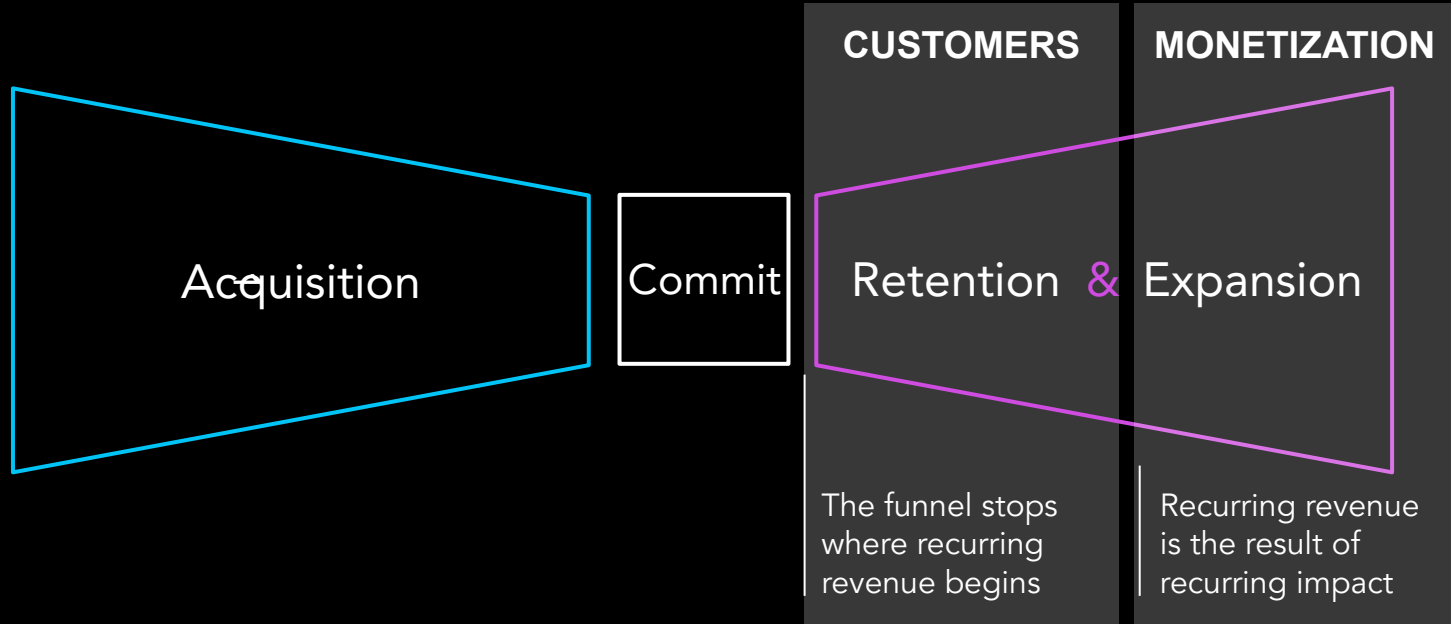 CUSTOMERS
MONETIZATION
Acquisition
Commit
Retention & Expansion
The funnel stops
where recurring
revenue begins
Recurring revenue
is the result of
recurring impact